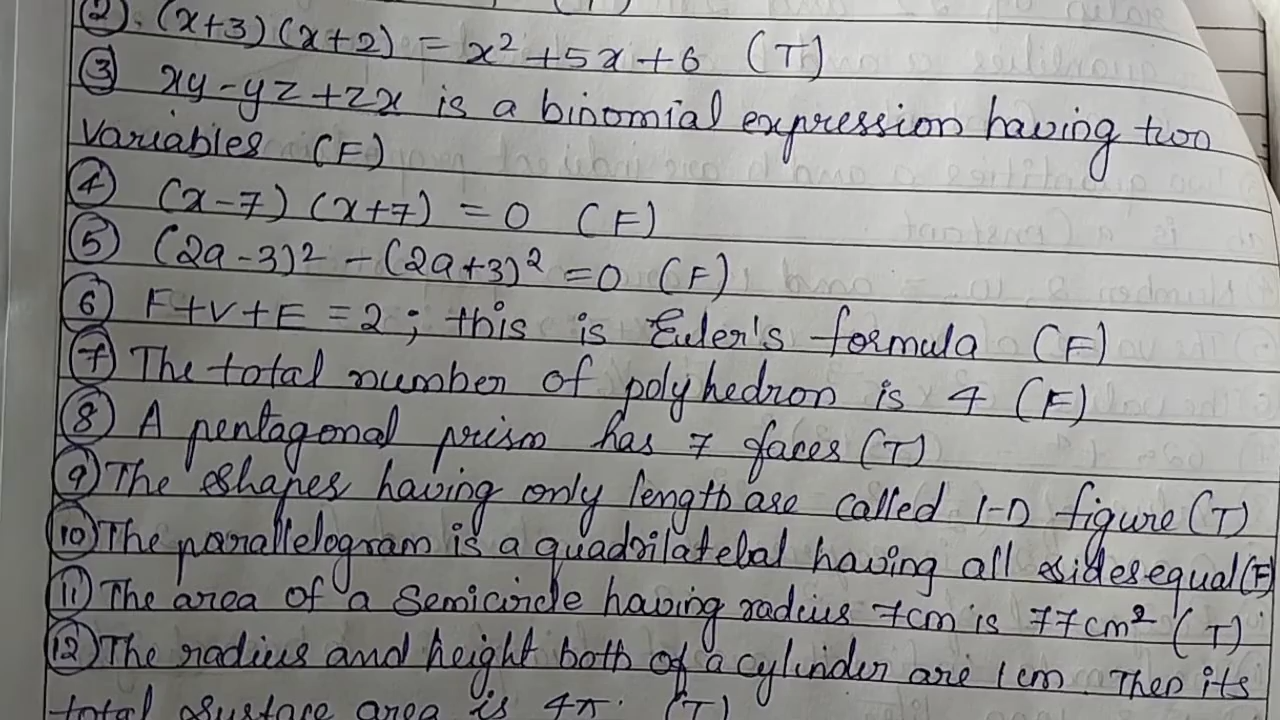 ②. (x+3)(x+2) = x² +5x+6 (T)
③ xy-yz+zx is a binomial expression having two
variables (F)
④ (x-7) (x+7) = 0 (F)
⑤ (2a-3)² -(2a+3)² =0 (F)
⑥ F+V+E = 2 ; this is Euler's formula (F)
⑦ The total number of polyhedron is 4 (F)
⑧ A pentagonal prism has 7 faces (T)
⑨ The shapes having only length are called 1-D figure (T)
⑩ The parallelogram is a quadrilateral having all sides equal (F)
⑪ The area of a semicircle having radius 7cm is 77cm² (T)
⑫ The radius and height both of a cylinder are 1cm. Then its
total surface area is 4π. (T)